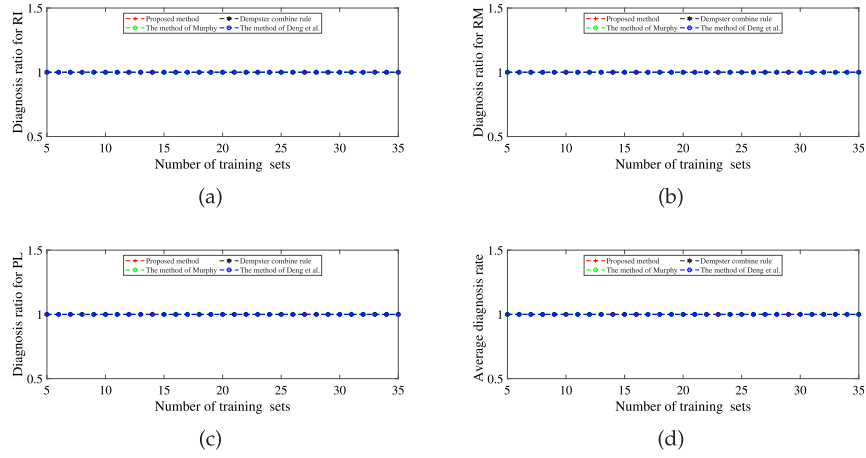 Diagnosis ratio for RI
1.5
1
0.5
Proposed method
Dempster combine rule
The method of Murphy
The method of Deng et al.
5 10 15 20 25 30 35
Number of training sets
(a)
Diagnosis ratio for RM
1.5
1
0.5
Proposed method
Dempster combine rule
The method of Murphy
The method of Deng et al.
5 10 15 20 25 30 35
Number of training sets
(b)
Diagnosis ratio for PL
1.5
1
0.5
Proposed method
Dempster combine rule
The method of Murphy
The method of Deng et al.
5 10 15 20 25 30 35
Number of training sets
(c)
Average diagnosis rate
1.5
1
0.5
Proposed method
Dempster combine rule
The method of Murphy
The method of Deng et al.
5 10 15 20 25 30 35
Number of training sets
(d)